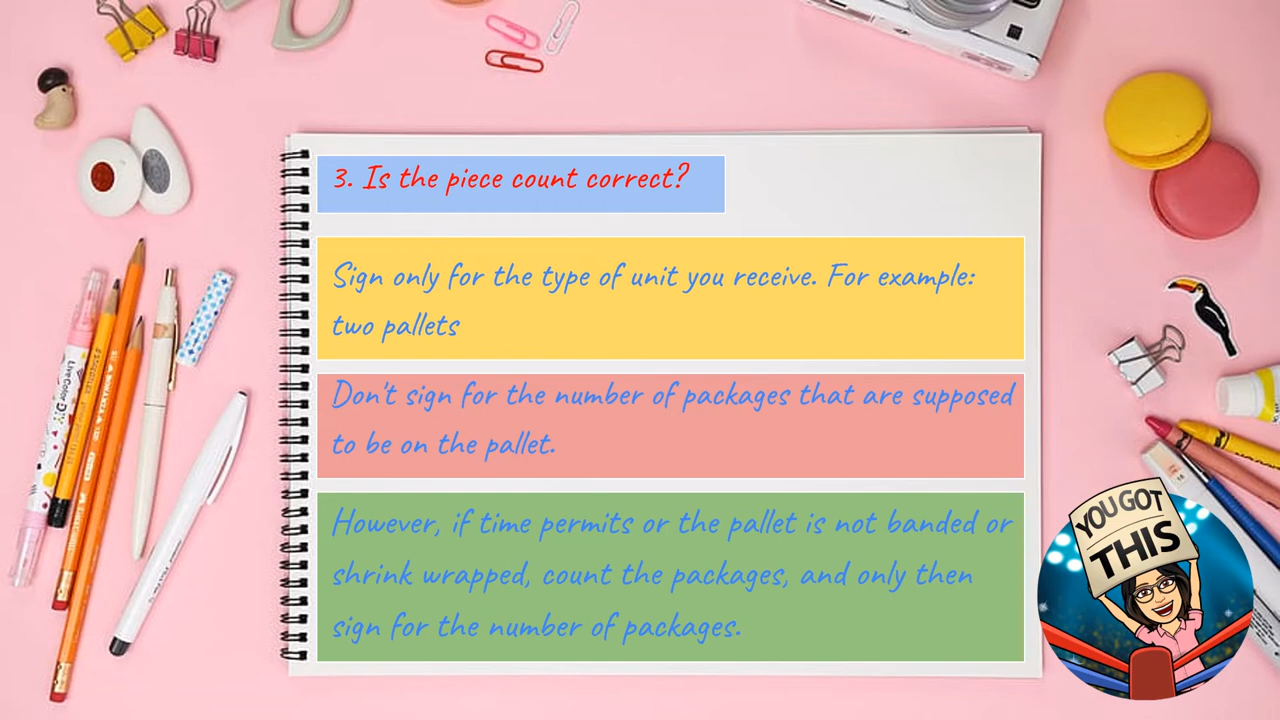 3. Is the piece count correct?
Sign only for the type of unit you receive. For example:
two pallets
Don't sign for the number of packages that are supposed
to be on the pallet.
However, if time permits or the pallet is not banded or
shrink wrapped, count the packages, and only then
sign for the number of packages.
YOU GOT
THIS